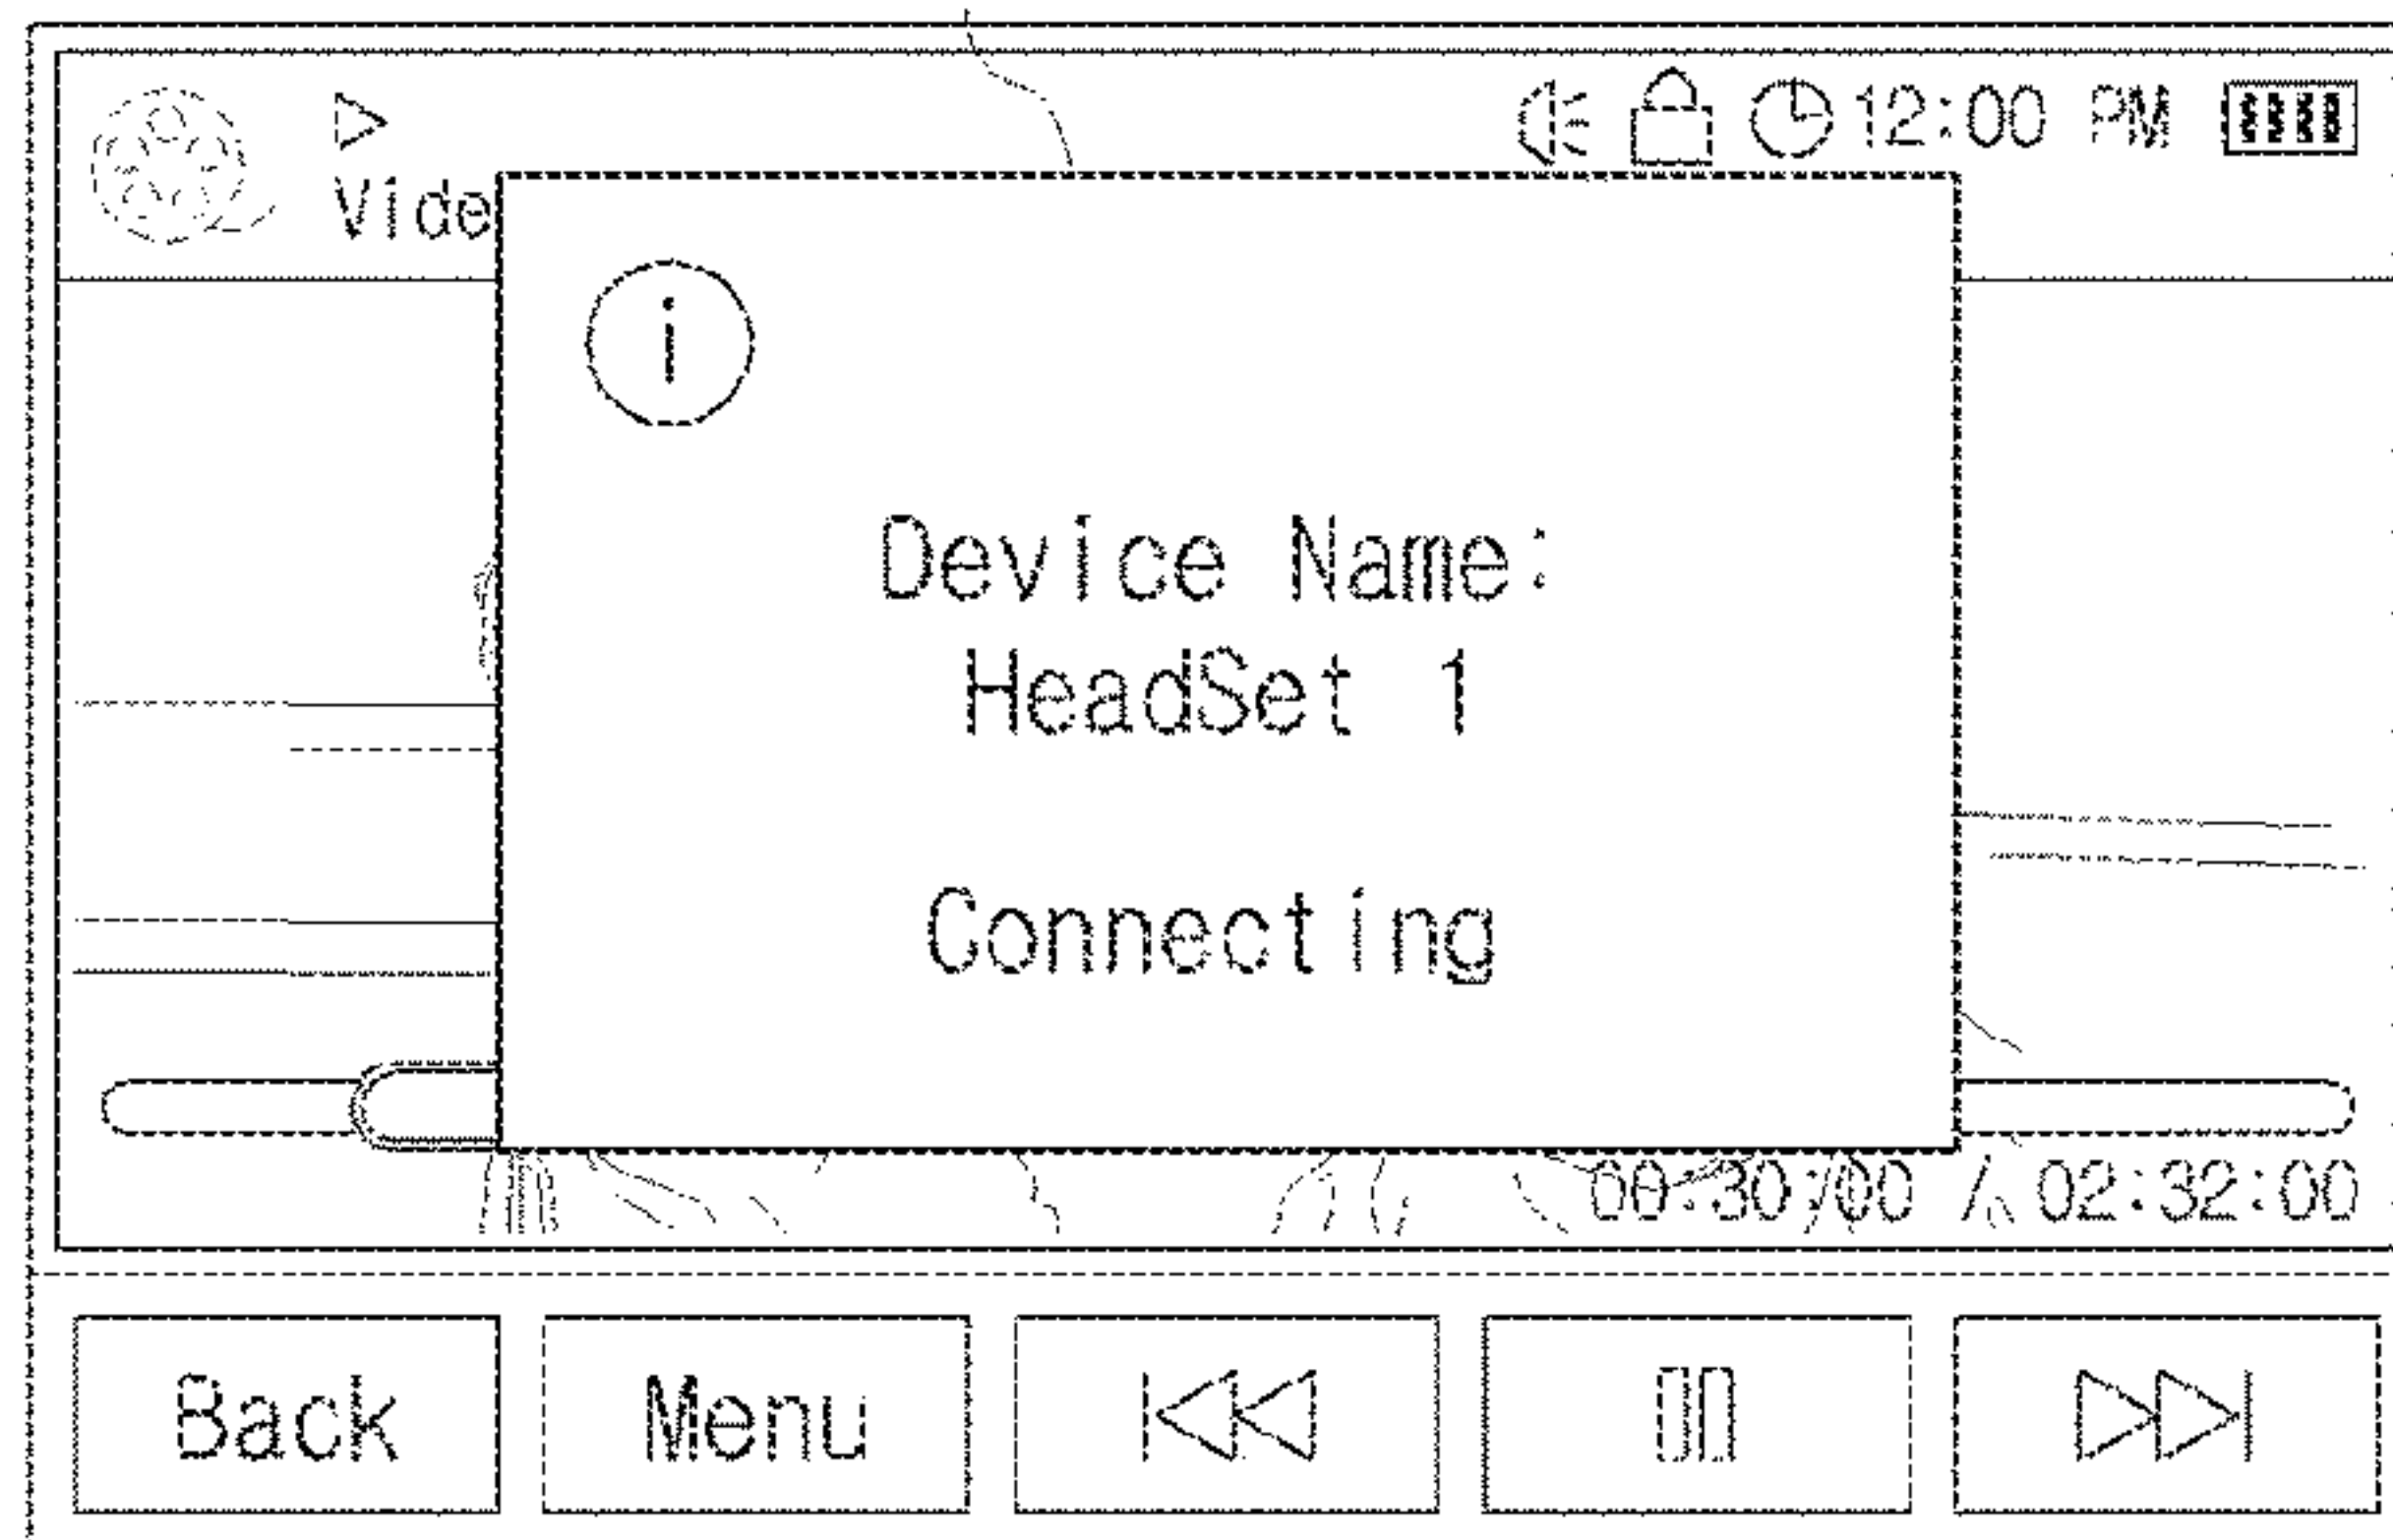 12:00 PM
Vide
i
Device Name:
HeadSet 1
Connecting
00:30:00 / 02:32:00
Back
Menu